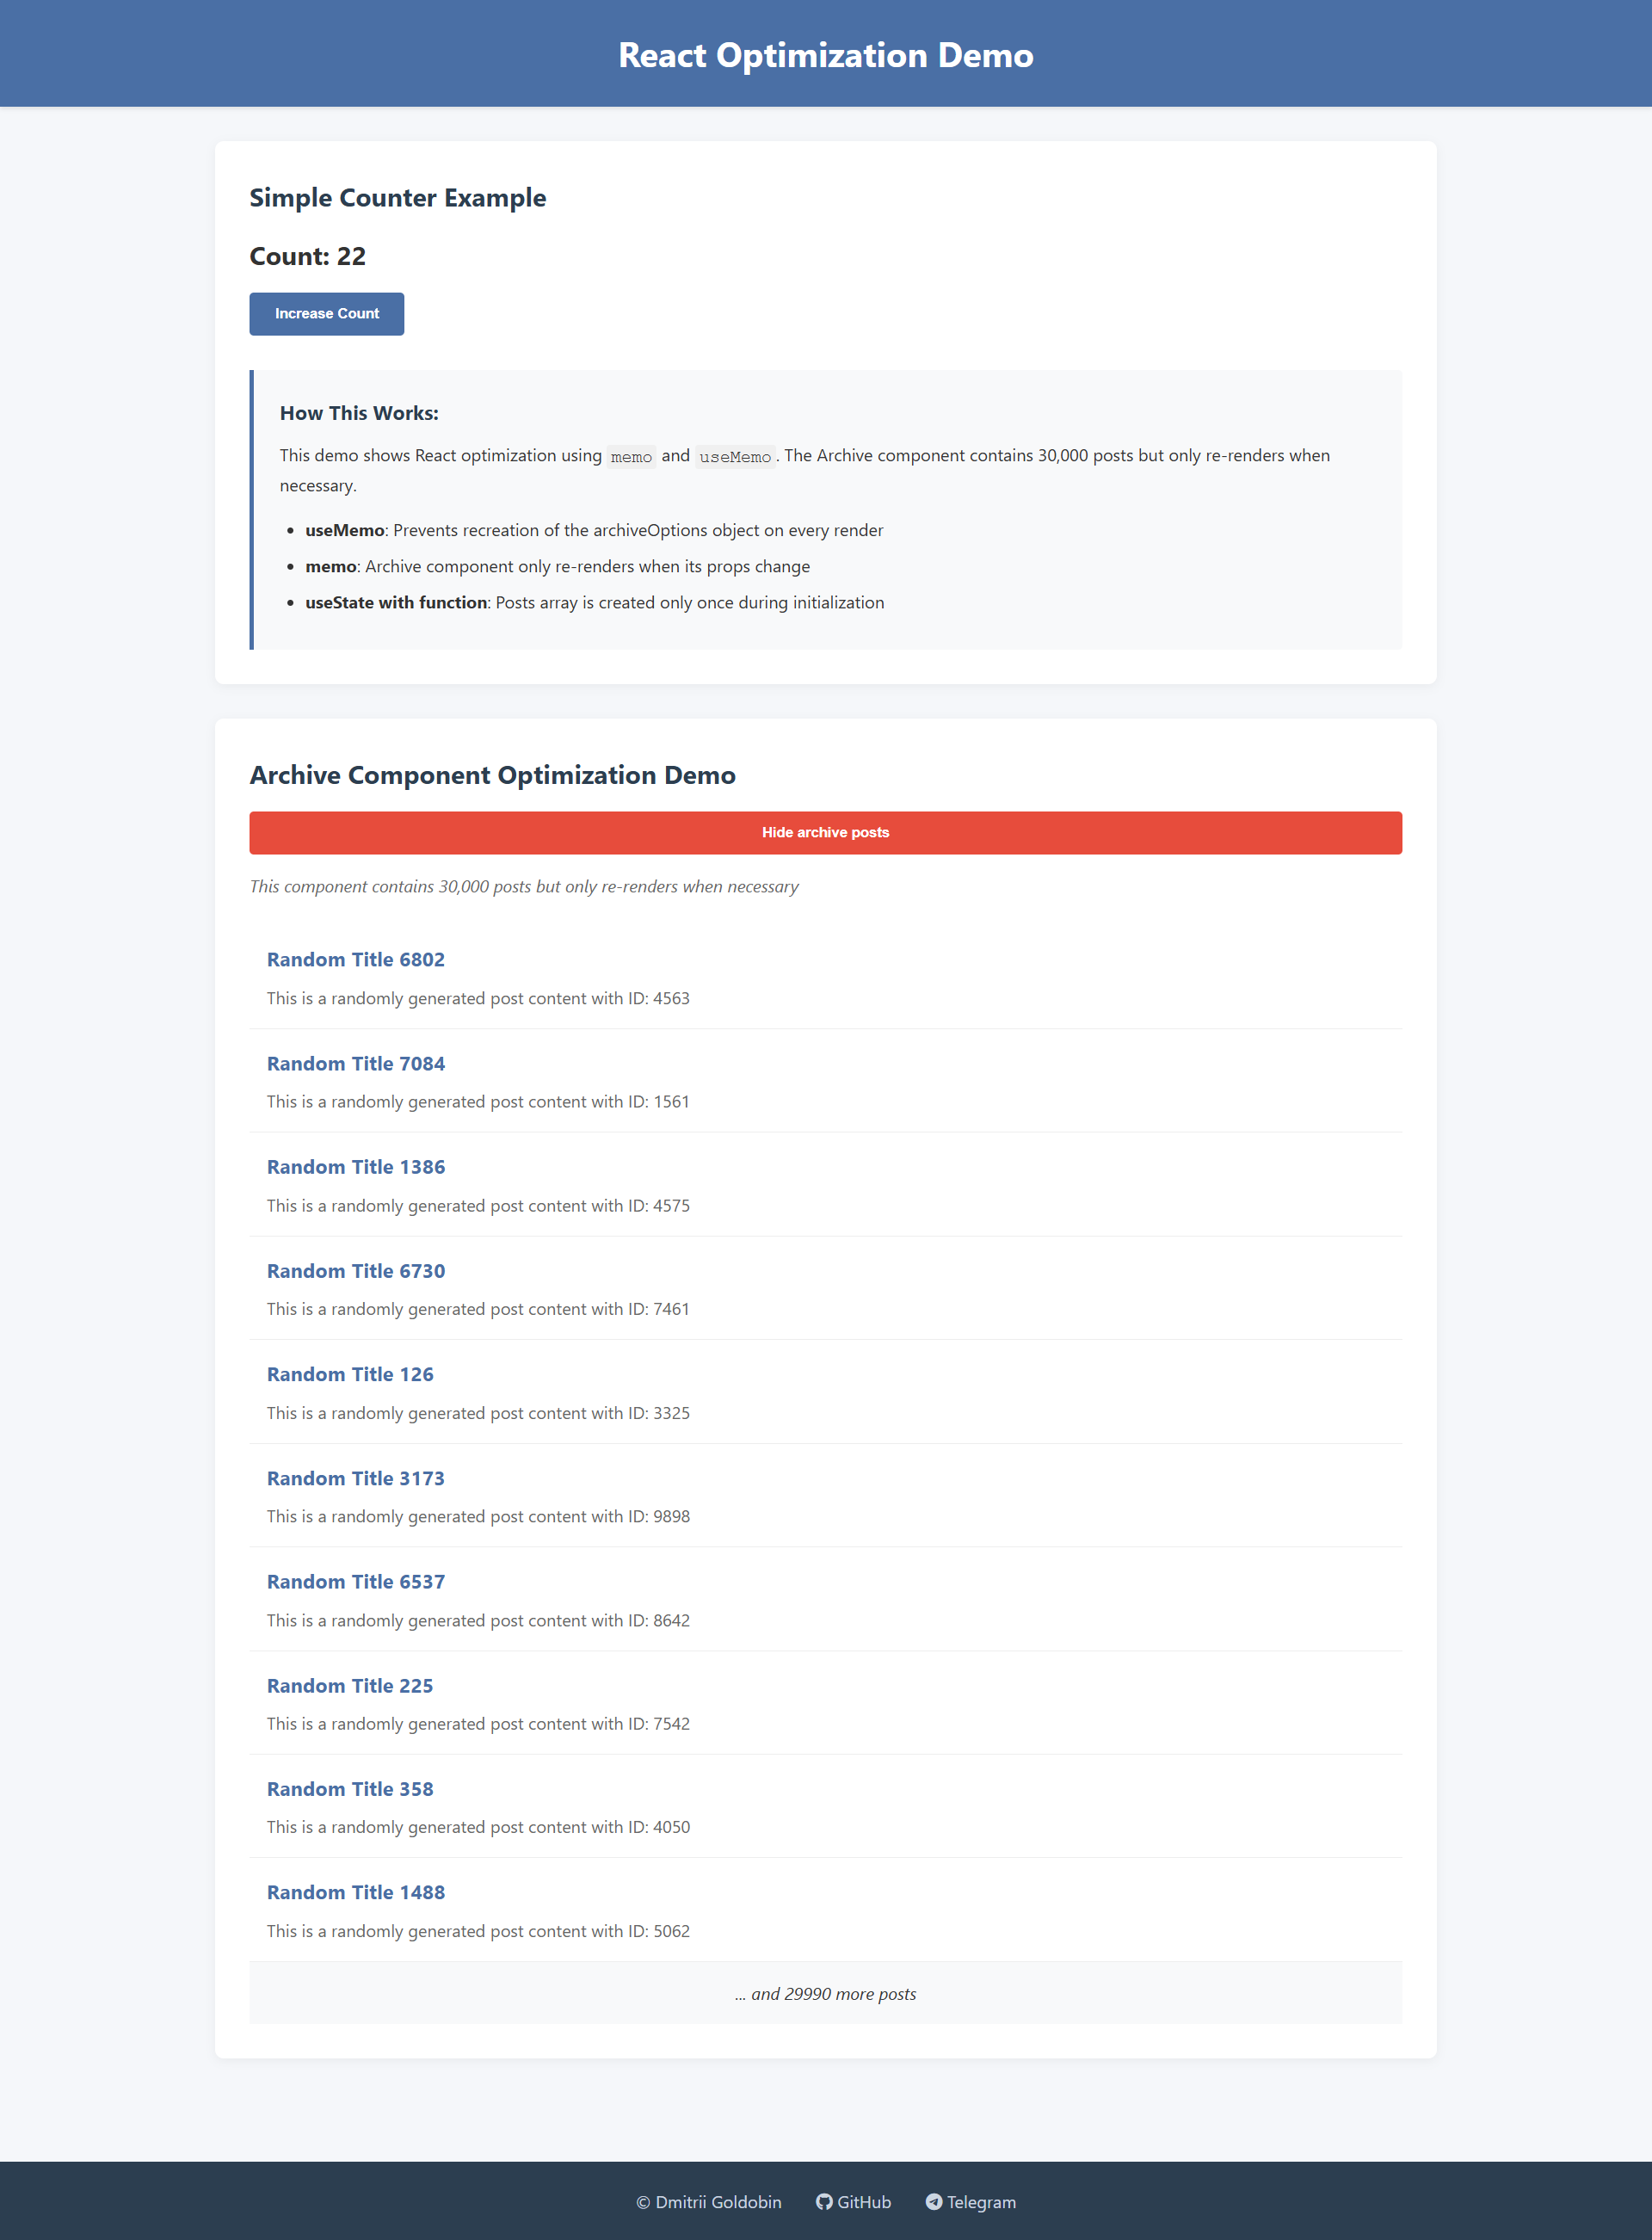 React Optimization Demo
Simple Counter Example
Count: 22
Increase Count
How This Works:
This demo shows React optimization using memo and useMemo. The Archive component contains 30,000 posts but only re-renders when
necessary.
• useMemo: Prevents recreation of the archiveOptions object on every render
• memo: Archive component only re-renders when its props change
• useState with function: Posts array is created only once during initialization
Archive Component Optimization Demo
Hide archive posts
This component contains 30,000 posts but only re-renders when necessary
Random Title 6802
This is a randomly generated post content with ID: 4563
Random Title 7084
This is a randomly generated post content with ID: 1561
Random Title 1386
This is a randomly generated post content with ID: 4575
Random Title 6730
This is a randomly generated post content with ID: 7461
Random Title 126
This is a randomly generated post content with ID: 3325
Random Title 3173
This is a randomly generated post content with ID: 9898
Random Title 6537
This is a randomly generated post content with ID: 8642
Random Title 225
This is a randomly generated post content with ID: 7542
Random Title 358
This is a randomly generated post content with ID: 4050
Random Title 1488
This is a randomly generated post content with ID: 5062
... and 29990 more posts
© Dmitrii Goldobin GitHub Telegram